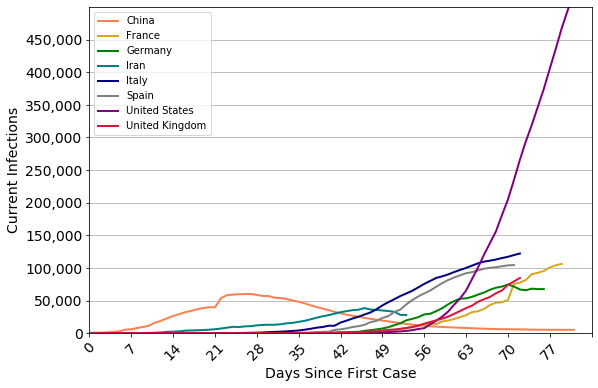 China
France
Germany
Iran
Italy
Spain
United States
United Kingdom
450,000
400,000
350,000
300,000
250,000
200,000
150,000
100,000
50,000
0
Current Infections
0
7
14
21
28
35
42
49
56
63
70
77
Days Since First Case